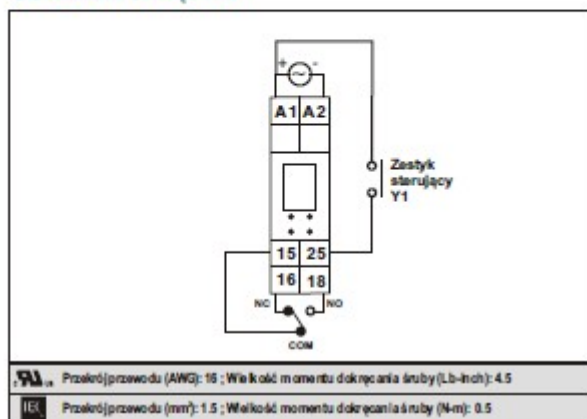 + -
A1 A2
Zestyk
sterujący
Y1
15 25
16 18
NC NO
COM
Przekrój przewodu (AWG): 16 ; Wielkość momentu dokręcania śruby (Lb-inch): 4.5
IEC Przekrój przewodu (mm²): 1.5 ; Wielkość momentu dokręcania śruby (N-m): 0.5